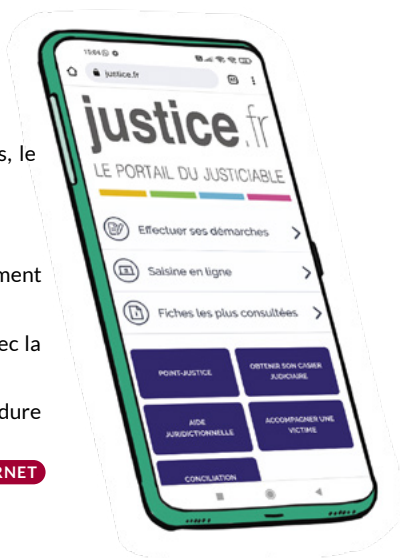 15:04
justice.fr
justice.fr
s, le
LE PORTAIL DU JUSTICIABLE
Effectuer ses démarches
ment
Saisine en ligne
Fiches les plus consultées
ec la
POINT-JUSTICE
OBTENIR SON CASIER
JUDICIAIRE
dure
AIDE
JURIDICTIONNELLE
ACCOMPAGNER UNE
VICTIME
RNET
CONCILIATION